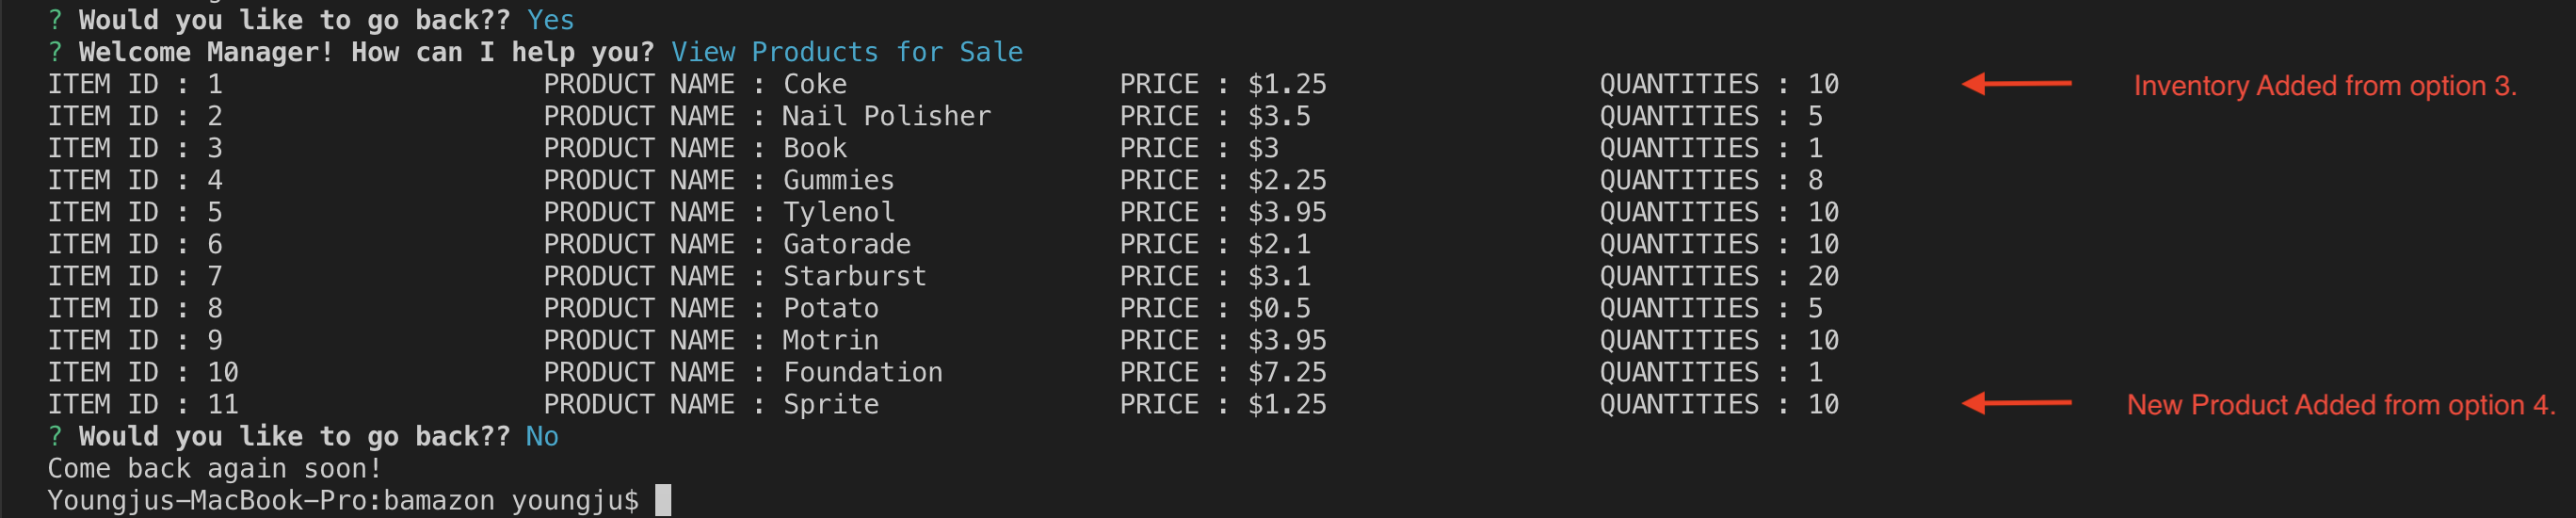 ? Would you like to go back?? Yes
? Welcome Manager! How can I help you? View Products for Sale
ITEM ID : 1 PRODUCT NAME : Coke PRICE : $1.25 QUANTITIES : 10 Inventory Added from option 3.
ITEM ID : 2 PRODUCT NAME : Nail Polisher PRICE : $3.5 QUANTITIES : 5
ITEM ID : 3 PRODUCT NAME : Book PRICE : $3 QUANTITIES : 1
ITEM ID : 4 PRODUCT NAME : Gummies PRICE : $2.25 QUANTITIES : 8
ITEM ID : 5 PRODUCT NAME : Tylenol PRICE : $3.95 QUANTITIES : 10
ITEM ID : 6 PRODUCT NAME : Gatorade PRICE : $2.1 QUANTITIES : 10
ITEM ID : 7 PRODUCT NAME : Starburst PRICE : $3.1 QUANTITIES : 20
ITEM ID : 8 PRODUCT NAME : Potato PRICE : $0.5 QUANTITIES : 5
ITEM ID : 9 PRODUCT NAME : Motrin PRICE : $3.95 QUANTITIES : 10
ITEM ID : 10 PRODUCT NAME : Foundation PRICE : $7.25 QUANTITIES : 1
ITEM ID : 11 PRODUCT NAME : Sprite PRICE : $1.25 QUANTITIES : 10 New Product Added from option 4.
? Would you like to go back?? No
Come back again soon!
Youngjus-MacBook-Pro:bamazon youngju$